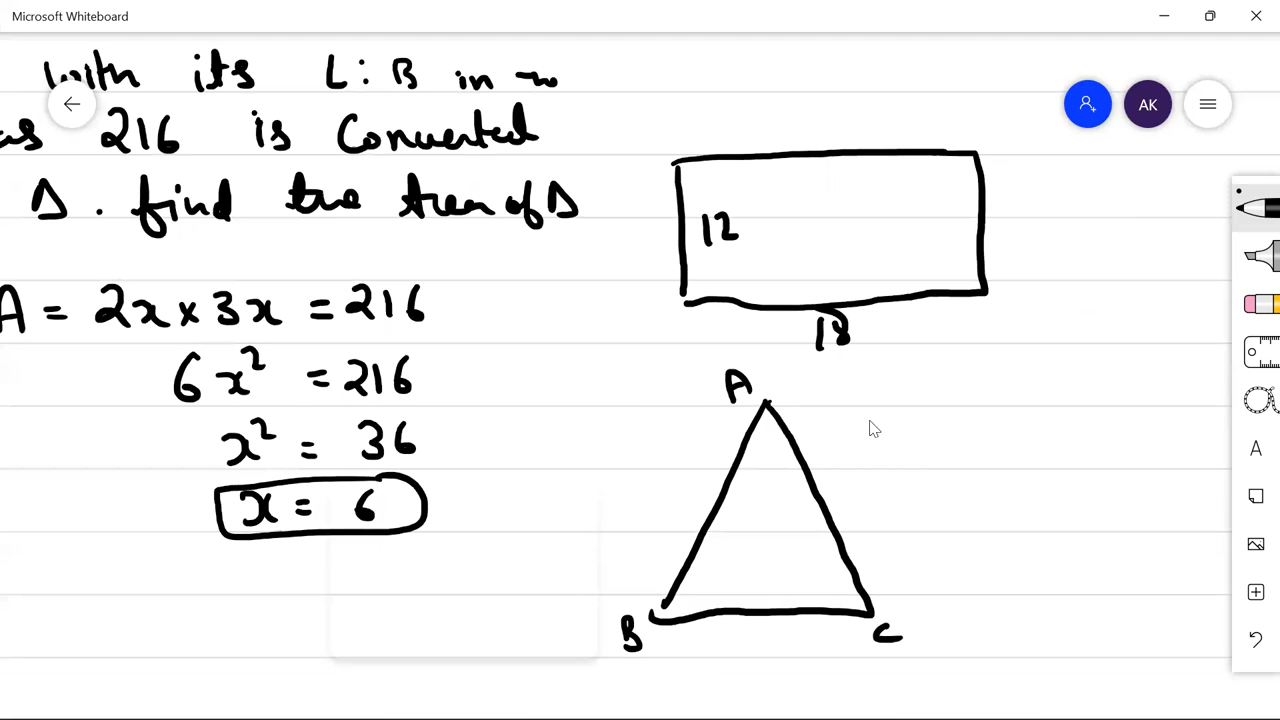 Microsoft Whiteboard
with its L : B in
as 216 is Converted
Δ . find the Area of Δ
A = 2x × 3x = 216
6x² = 216
x² = 36
x = 6
12
18
A
B
C
AK
A